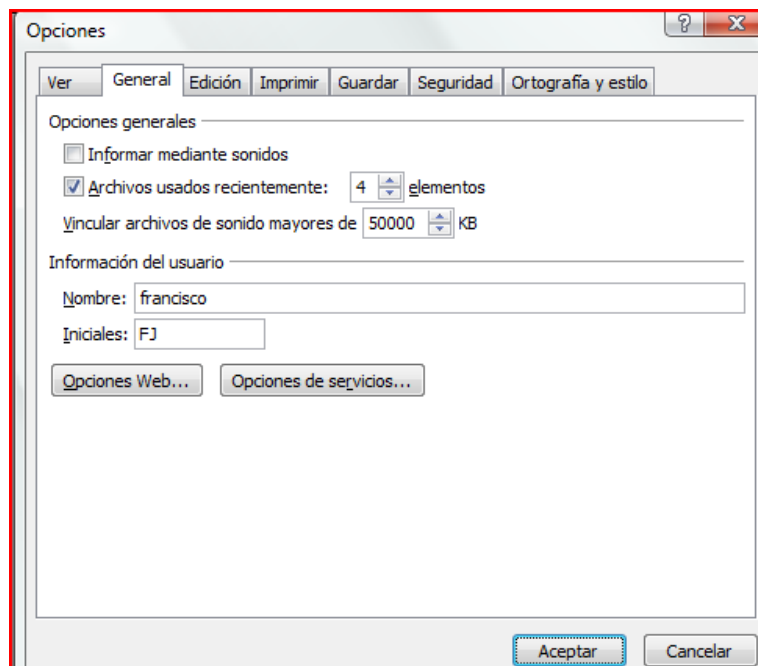 Opciones
Ver General Edición Imprimir Guardar Seguridad Ortografía y estilo
Opciones generales
Informar mediante sonidos
Archivos usados recientemente: 4 elementos
Vincular archivos de sonido mayores de 50000 KB
Información del usuario
Nombre: francisco
Iniciales: FJ
Opciones Web... Opciones de servicios...
Aceptar Cancelar